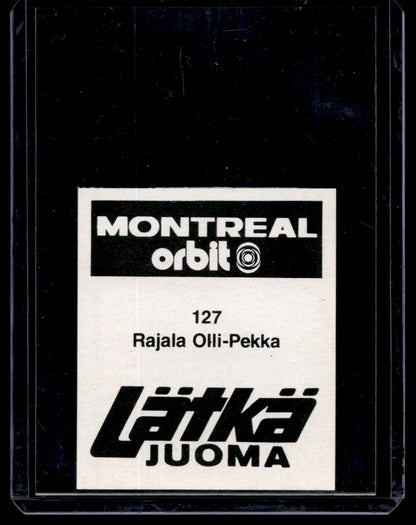 MONTREAL
orbit
127
Rajala Olli-Pekka
Lätkä
JUOMA